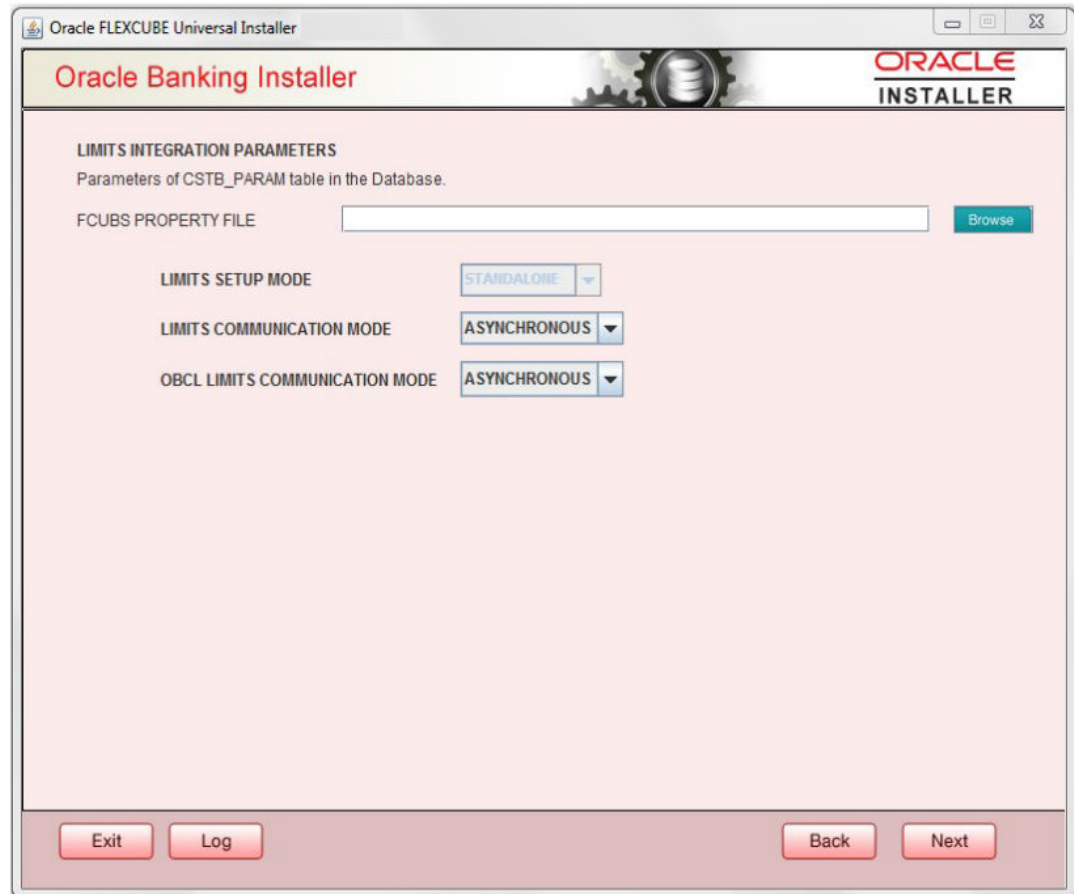 Oracle FLEXCUBE Universal Installer
Oracle Banking Installer
ORACLE
INSTALLER
LIMITS INTEGRATION PARAMETERS
Parameters of CSTB_PARAM table in the Database.
FCUBS PROPERTY FILE Browse
LIMITS SETUP MODE STANDALONE
LIMITS COMMUNICATION MODE ASYNCHRONOUS
OBCL LIMITS COMMUNICATION MODE ASYNCHRONOUS
Exit Log Back Next